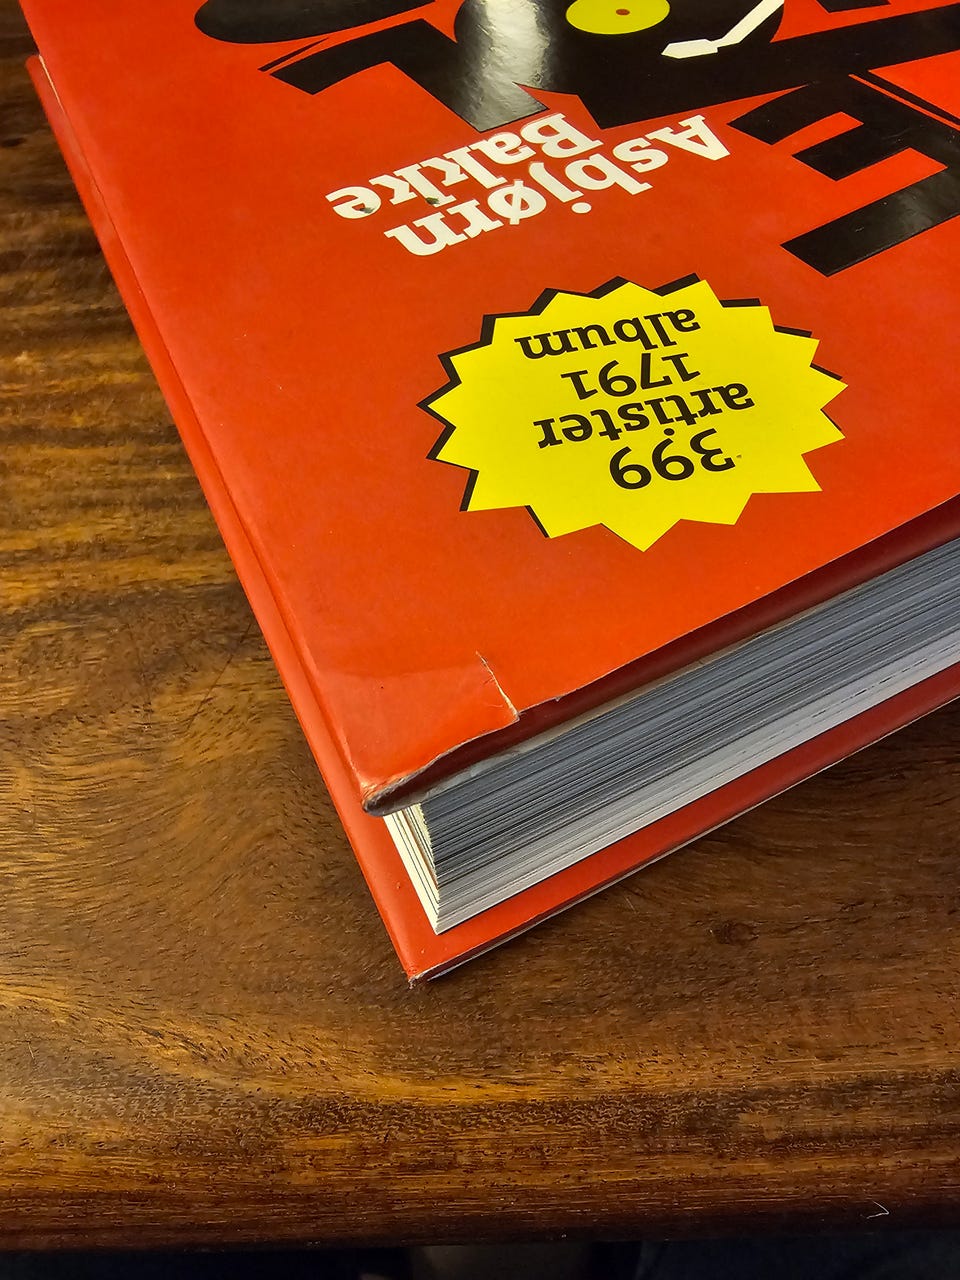 Asbjørn
Bakke
399
artister
1791
album